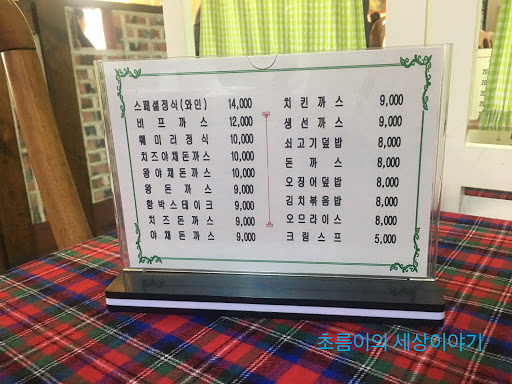 스페셜정식(와인) 14,000
비프까스 12,000
훼미리정식 10,000
치즈야채돈까스 10,000
왕야채돈까스 10,000
왕돈까스 9,000
함박스테이크 9,000
치즈돈까스 9,000
야채돈까스 9,000
치킨까스 9,000
생선까스 9,000
쇠고기덮밥 8,000
돈까스 8,000
오징어덮밥 8,000
김치볶음밥 8,000
오므라이스 8,000
크림스프 5,000
초름이의 세상이야기